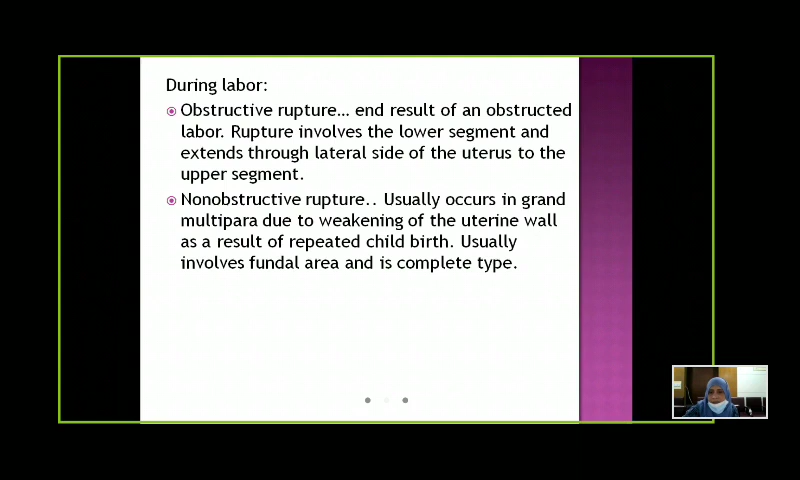 During labor:
Obstructive rupture... end result of an obstructed
labor. Rupture involves the lower segment and
extends through lateral side of the uterus to the
upper segment.
Nonobstructive rupture.. Usually occurs in grand
multipara due to weakening of the uterine wall
as a result of repeated child birth. Usually
involves fundal area and is complete type.